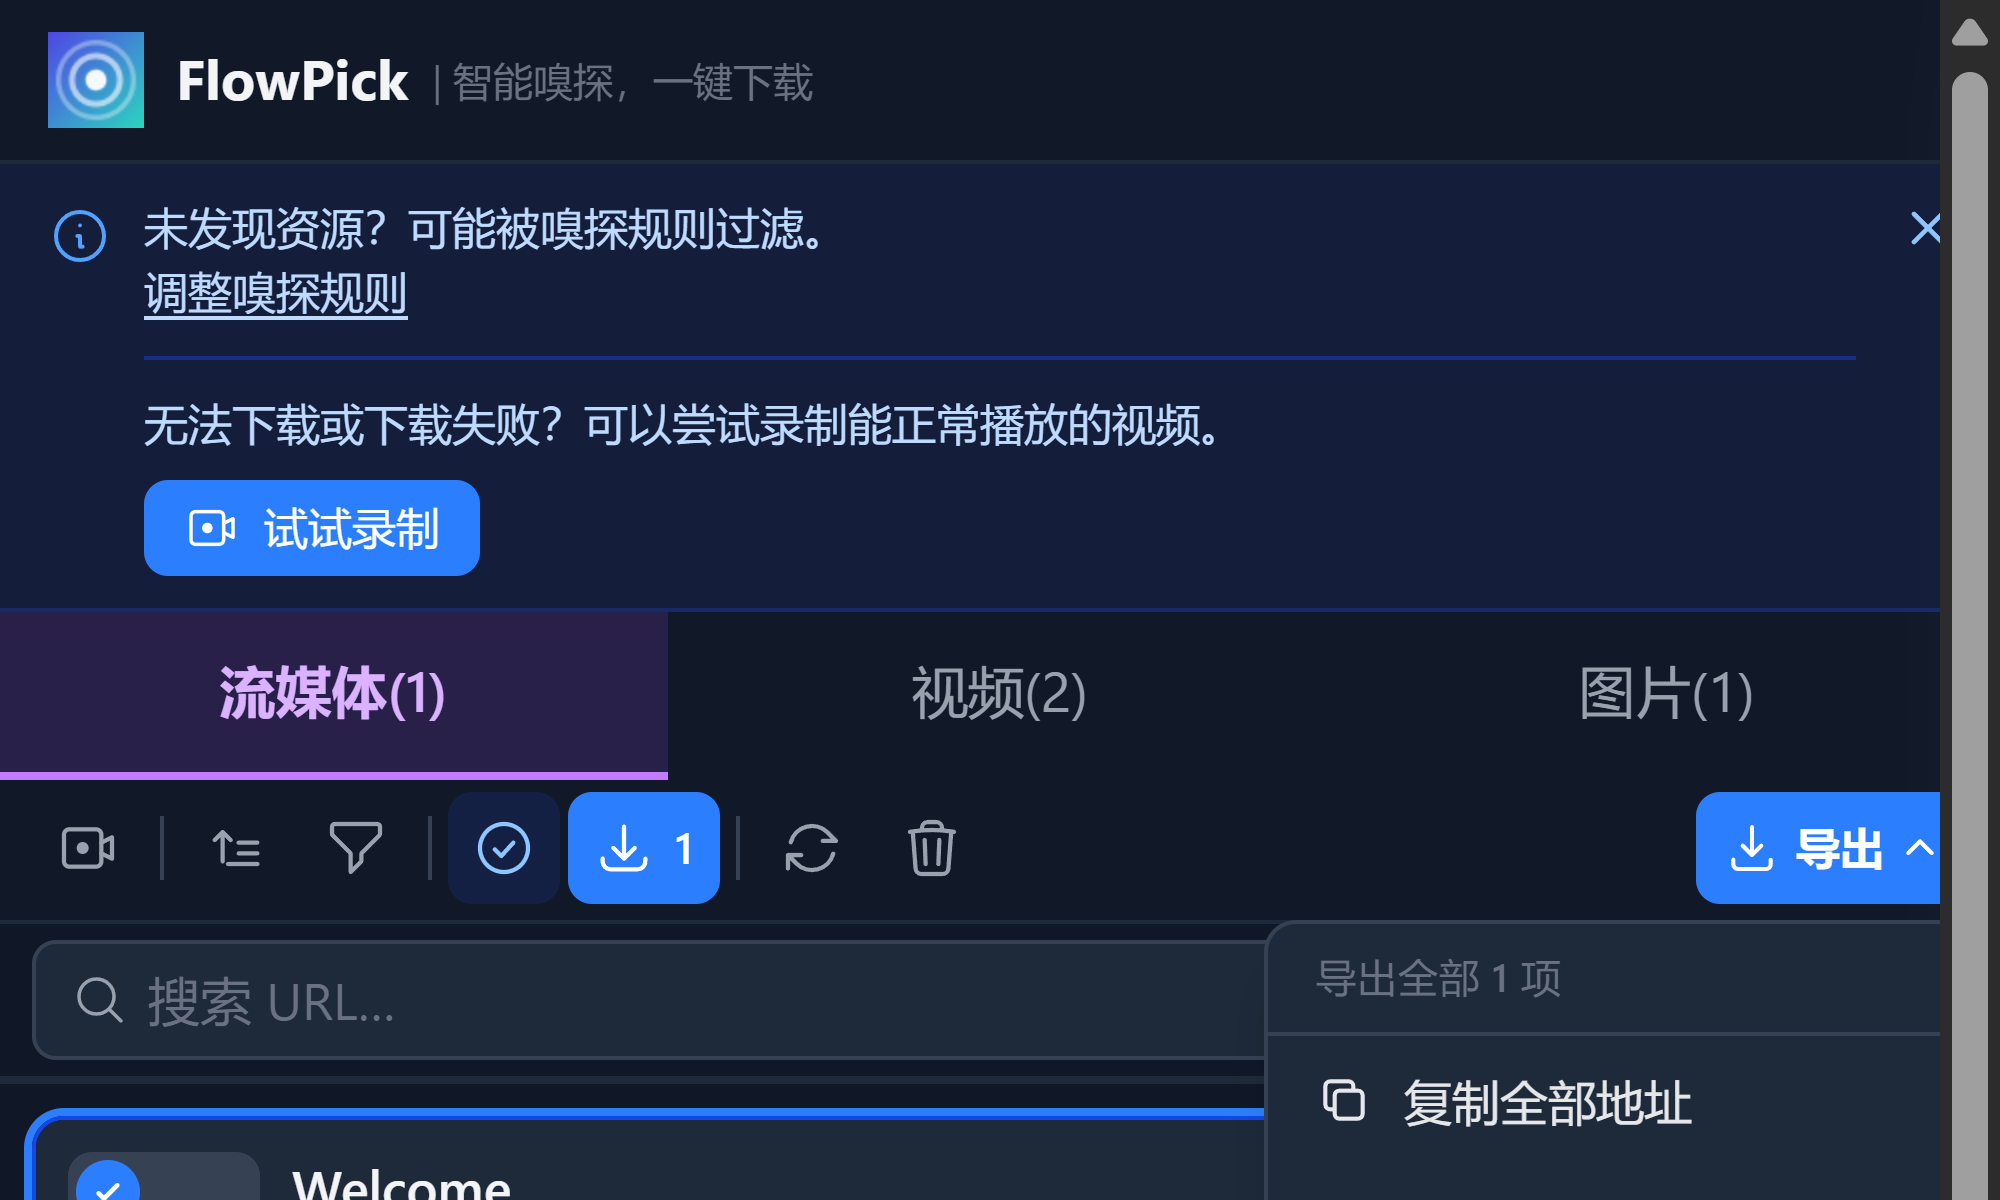 FlowPick | 智能嗅探，一键下载
未发现资源？可能被嗅探规则过滤。
调整嗅探规则
无法下载或下载失败？可以尝试录制能正常播放的视频。
试试录制
流媒体(1) 视频(2) 图片(1)
1 导出
搜索 URL...
导出全部 1 项
复制全部地址
Welcome